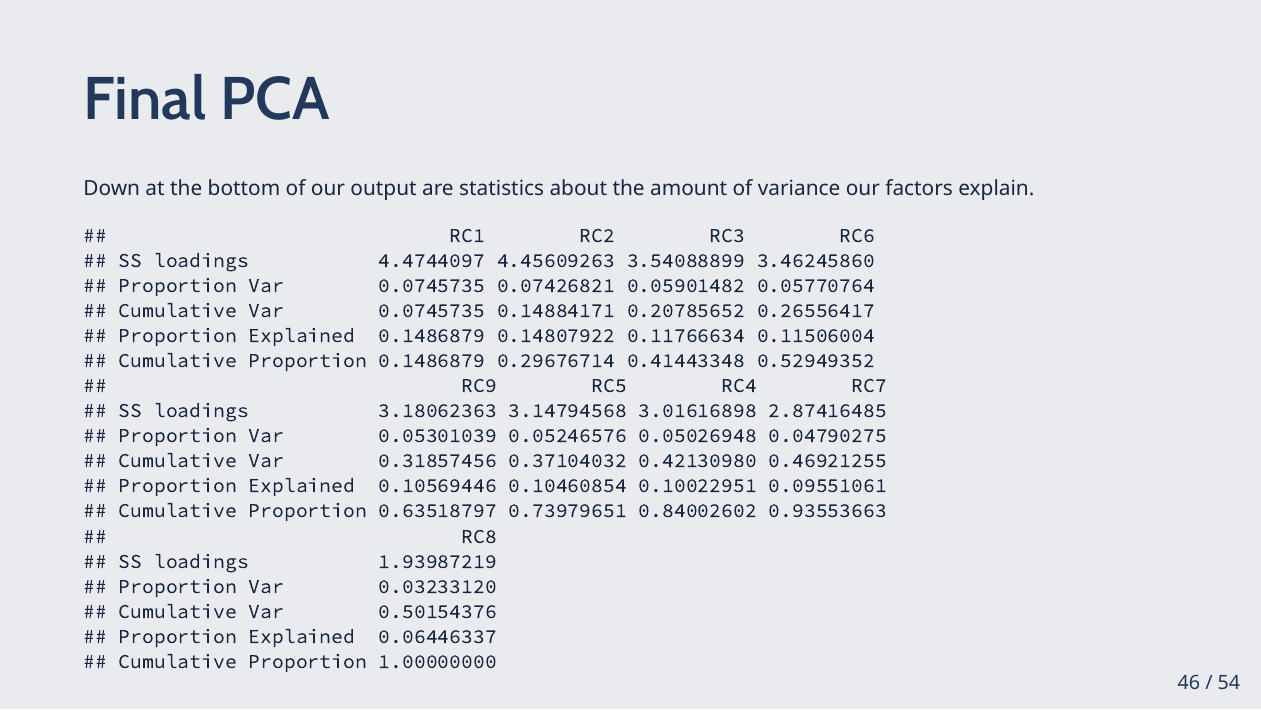 Final PCA
Down at the bottom of our output are statistics about the amount of variance our factors explain.
##                             RC1        RC2        RC3        RC6
## SS loadings           4.4744097 4.45609263 3.54088899 3.46245860
## Proportion Var        0.0745735 0.07426821 0.05901482 0.05770764
## Cumulative Var        0.0745735 0.14884171 0.20785652 0.26556417
## Proportion Explained  0.1486879 0.14807922 0.11766634 0.11506004
## Cumulative Proportion 0.1486879 0.29676714 0.41443348 0.52949352
##                              RC9        RC5        RC4        RC7
## SS loadings           3.18062363 3.14794568 3.01616898 2.87416485
## Proportion Var        0.05301039 0.05246576 0.05026948 0.04790275
## Cumulative Var        0.31857456 0.37104032 0.42130980 0.46921255
## Proportion Explained  0.10569446 0.10460854 0.10022951 0.09551061
## Cumulative Proportion 0.63518797 0.73979651 0.84002602 0.93553663
##                              RC8
## SS loadings           1.93987219
## Proportion Var        0.03233120
## Cumulative Var        0.50154376
## Proportion Explained  0.06446337
## Cumulative Proportion 1.00000000
46 / 54